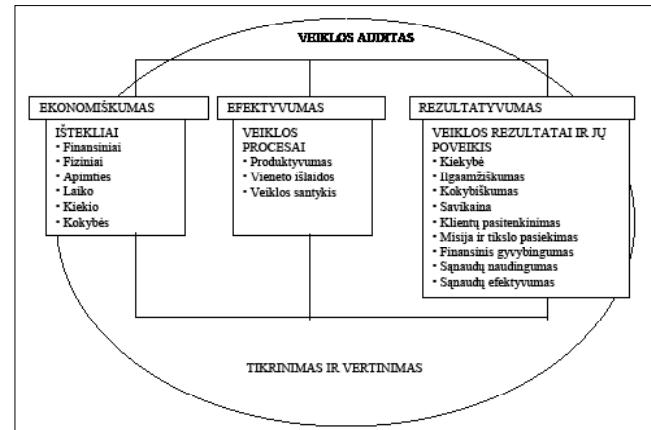 VEIKLOS AUDITAS
EKONOMIŠKUMAS
IŠTEKLIAI
• Finansiniai
• Fiziniai
• Apimties
• Laiko
• Kiekio
• Kokybės
EFEKTYVUMAS
VEIKLOS
PROCESAI
• Produktyvumas
• Vieneto išlaidos
• Veiklos santykis
REZULTATYVUMAS
VEIKLOS REZULTATAI IR JŲ
POVEIKIS
• Kiekybė
• Ilgaamžiškumas
• Kokybiškumas
• Savikaina
• Klientų pasitenkinimas
• Misija ir tikslo pasiekimas
• Finansinis gyvybingumas
• Sąnaudų naudingumas
• Sąnaudų efektyvumas
TIKRINIMAS IR VERTINIMAS